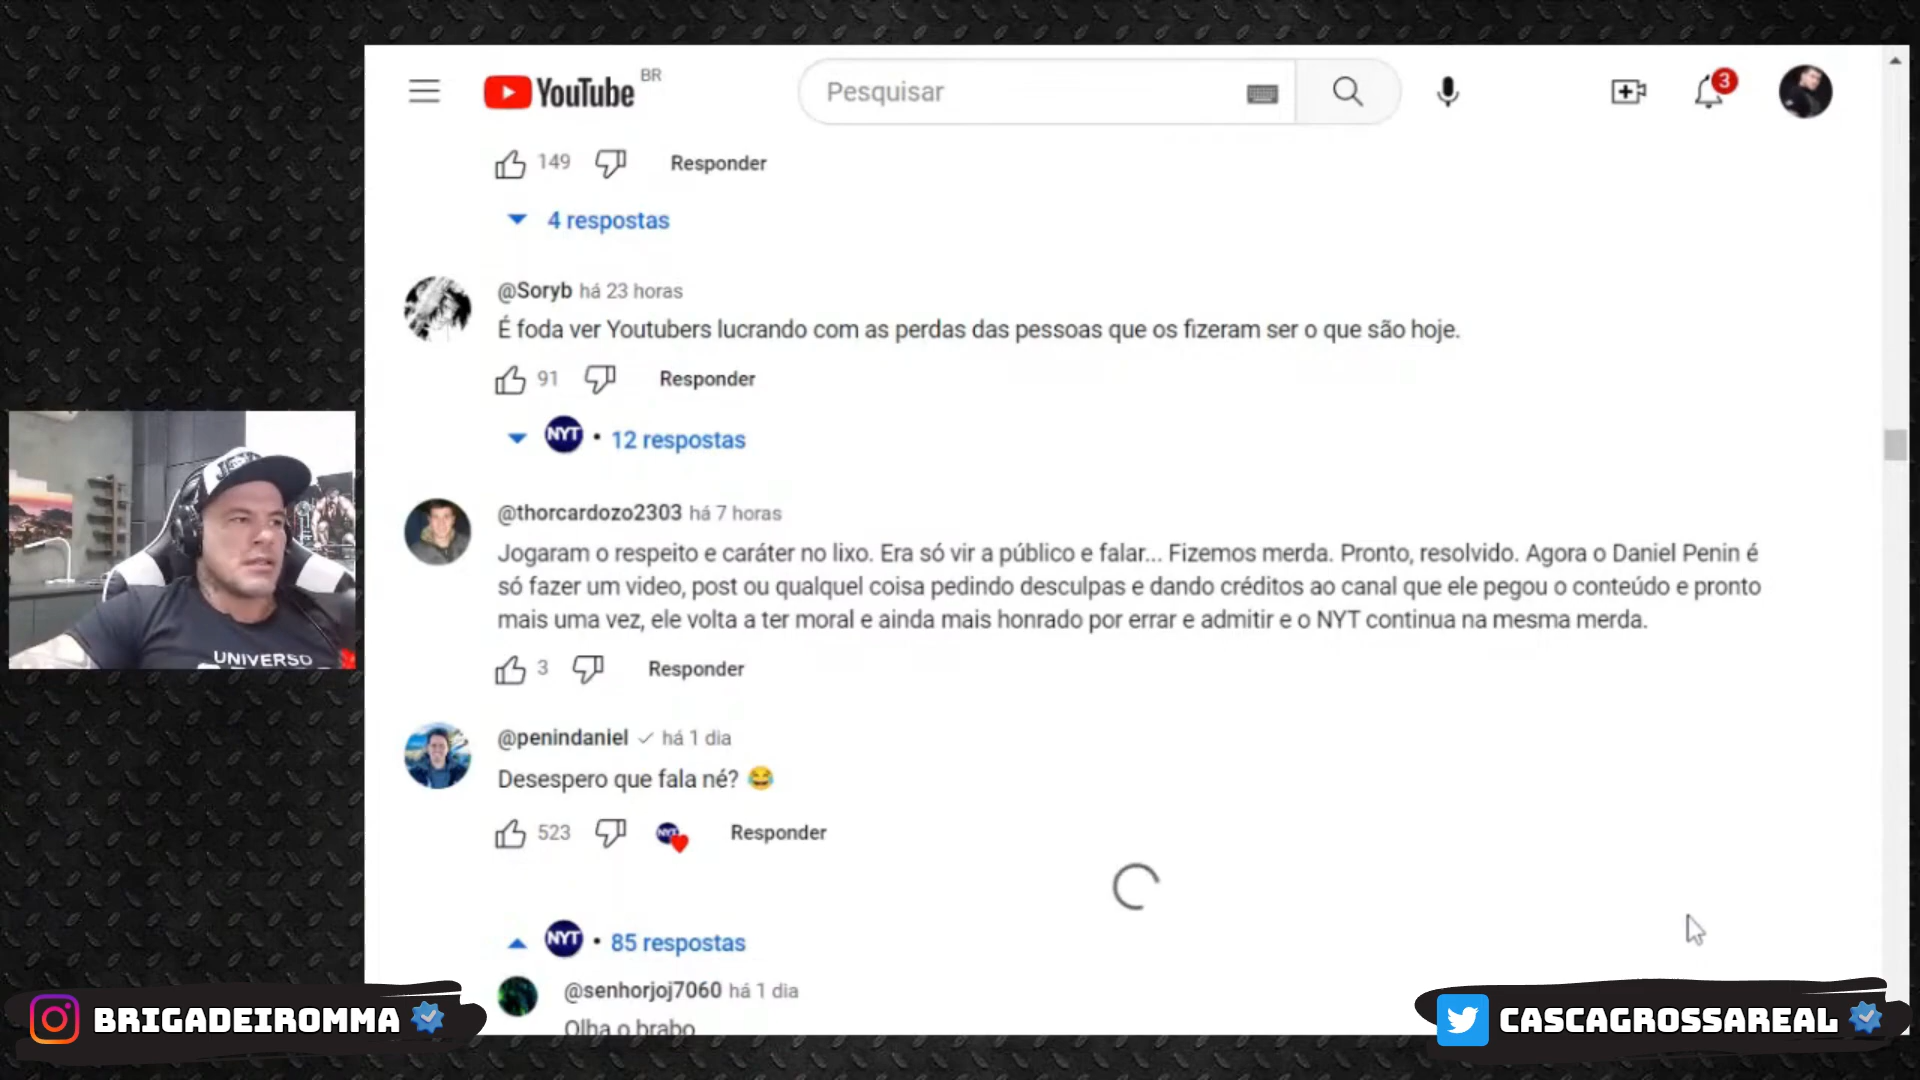 YouTube BR
Pesquisar
3
149 Responder
4 respostas
@Soryb há 23 horas
É foda ver Youtubers lucrando com as perdas das pessoas que os fizeram ser o que são hoje.
91 Responder
NYT • 12 respostas
@thorcardozo2303 há 7 horas
Jogaram o respeito e caráter no lixo. Era só vir a público e falar... Fizemos merda. Pronto, resolvido. Agora o Daniel Penin é
só fazer um video, post ou qualquel coisa pedindo desculpas e dando créditos ao canal que ele pegou o conteúdo e pronto
mais uma vez, ele volta a ter moral e ainda mais honrado por errar e admitir e o NYT continua na mesma merda.
3 Responder
@penindaniel há 1 dia
Desespero que fala né? 😂
523 NYT Responder
NYT • 85 respostas
@senhorjoj7060 há 1 dia
Olha o brabo
UNIVERSO
BRIGADEIROMMA
CASCAGROSSAREAL